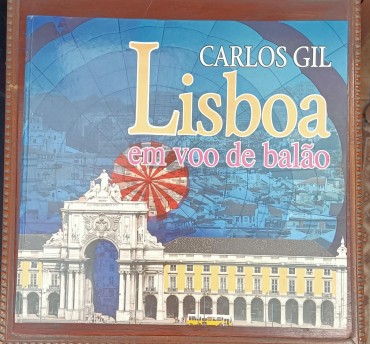 CARLOS GIL
Lisboa
em voo de balão